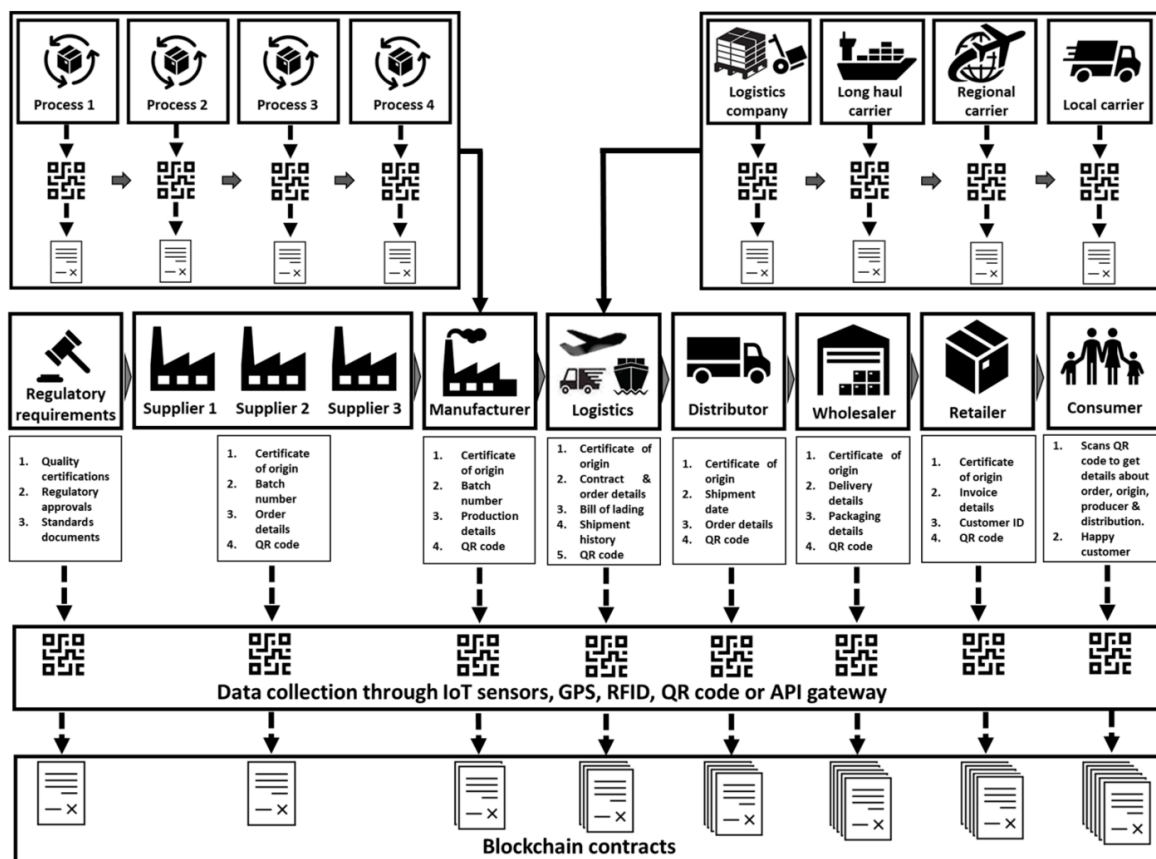 Process 1
Process 2
Process 3
Process 4
Logistics
company
Long haul
carrier
Regional
carrier
Local carrier
Regulatory
requirements
Supplier 1
Supplier 2
Supplier 3
Manufacturer
Logistics
Distributor
Wholesaler
Retailer
Consumer
1. Quality
certifications
2. Regulatory
approvals
3. Standards
documents
1. Certificate
of origin
2. Batch
number
3. Order
details
4. QR code
1. Certificate
of origin
2. Batch
number
3. Production
details
4. QR code
1. Certificate of
origin
2. Contract &
order details
3. Bill of lading
4. Shipment
history
5. QR code
1. Certificate of
origin
2. Shipment
date
3. Order details
4. QR code
1. Certificate of
origin
2. Delivery
details
3. Packaging
details
4. QR code
1. Certificate of
origin
2. Invoice
details
3. Customer ID
4. QR code
1. Scans QR
code to get
details about
order, origin,
producer &
distribution.
2. Happy
customer
Data collection through IoT sensors, GPS, RFID, QR code or API gateway
Blockchain contracts